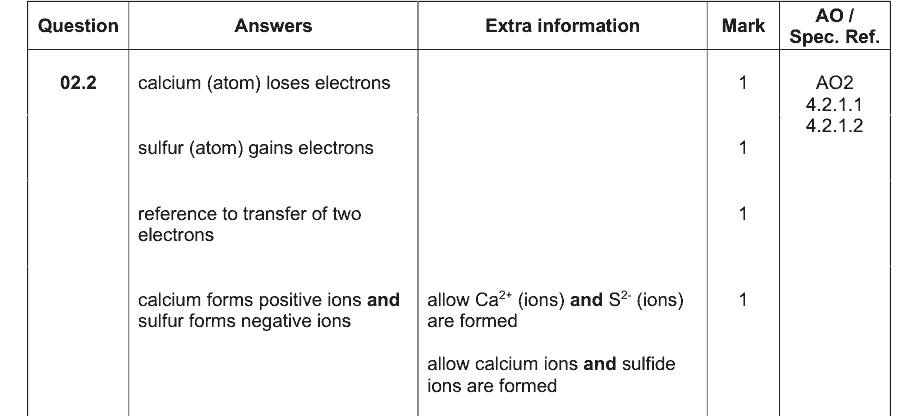 Question Answers Extra information Mark AO / Spec. Ref.
02.2 calcium (atom) loses electrons 1 AO2
4.2.1.1
4.2.1.2
sulfur (atom) gains electrons 1
reference to transfer of two 1
electrons
calcium forms positive ions and allow Ca²⁺ (ions) and S²⁻ (ions) 1
sulfur forms negative ions are formed
allow calcium ions and sulfide
ions are formed